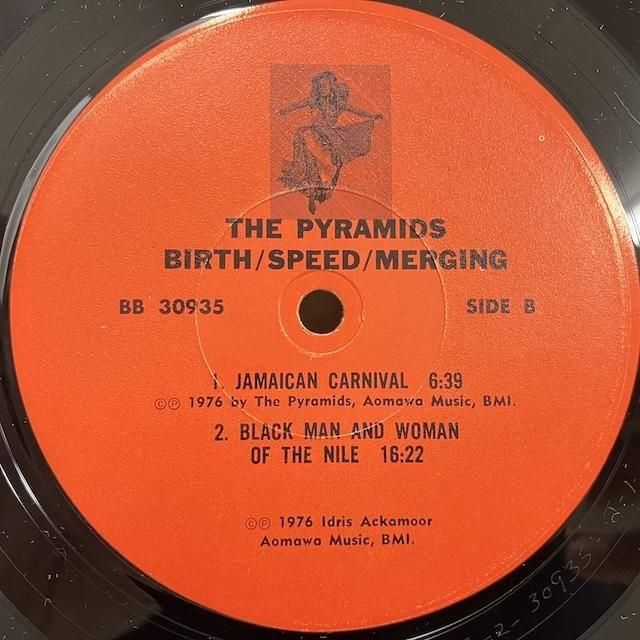 THE PYRAMIDS
BIRTH/SPEED/MERGING
BB 30935 SIDE B
1. JAMAICAN CARNIVAL 6:39
©℗ 1976 by The Pyramids, Aomawa Music, BMI.
2. BLACK MAN AND WOMAN
OF THE NILE 16:22
©℗ 1976 Idris Ackamoor
Aomawa Music, BMI.
30935